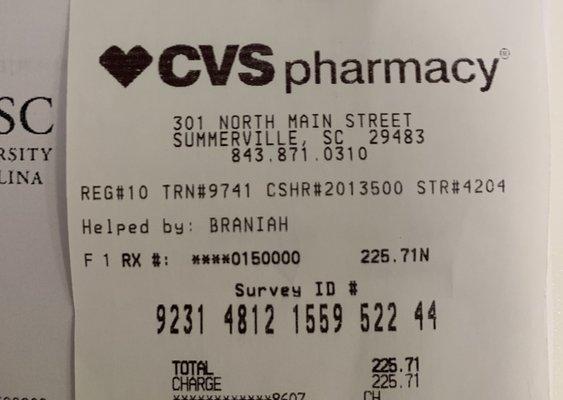 SC
RSITY
LINA
CVS pharmacy®
301 NORTH MAIN STREET
SUMMERVILLE, SC 29483
843.871.0310
REG#10 TRN#9741 CSHR#2013500 STR#4204
Helped by: BRANIAH
F 1 RX #: ****0150000 225.71N
Survey ID #
9231 4812 1559 522 44
TOTAL 225.71
CHARGE 225.71
************8607 CH